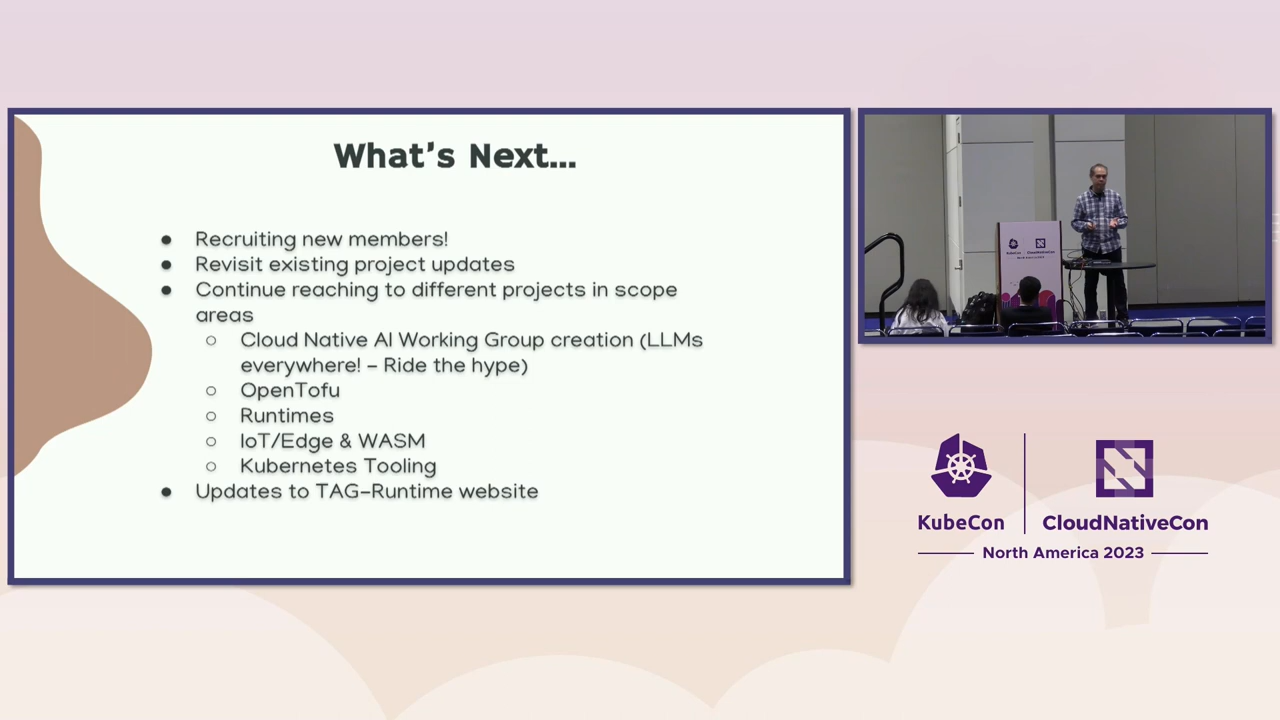 What's Next...
● Recruiting new members!
● Revisit existing project updates
● Continue reaching to different projects in scope
areas
○ Cloud Native AI Working Group creation (LLMs
everywhere! – Ride the hype)
○ OpenTofu
○ Runtimes
○ IoT/Edge & WASM
○ Kubernetes Tooling
● Updates to TAG-Runtime website
KubeCon
CloudNativeCon
North America 2023